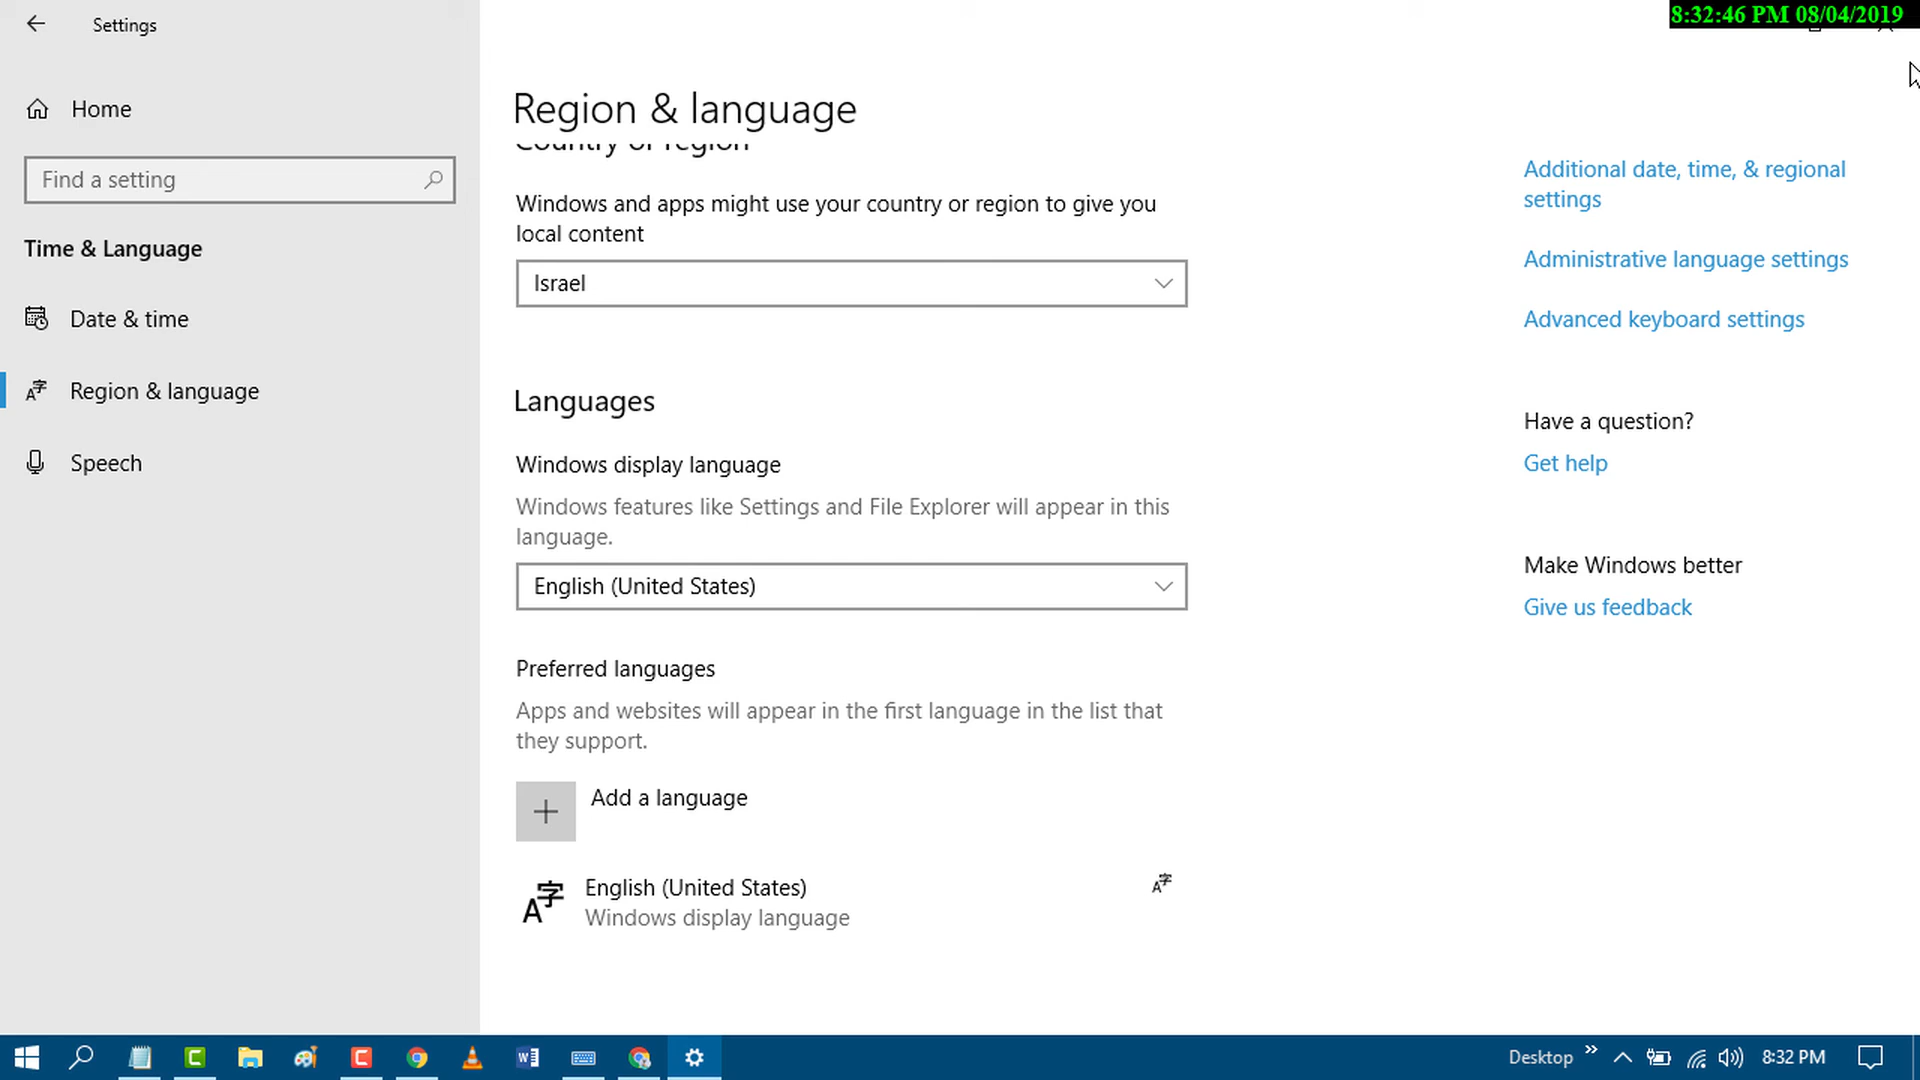 Settings
8:32:46 PM 08/04/2019
Home
Find a setting
Time & Language
Date & time
Region & language
Speech
Region & language
Country or region
Windows and apps might use your country or region to give you
local content
Israel
Languages
Windows display language
Windows features like Settings and File Explorer will appear in this
language.
English (United States)
Preferred languages
Apps and websites will appear in the first language in the list that
they support.
Add a language
A字
English (United States)
Windows display language
Additional date, time, & regional
settings
Administrative language settings
Advanced keyboard settings
Have a question?
Get help
Make Windows better
Give us feedback
Desktop
8:32 PM